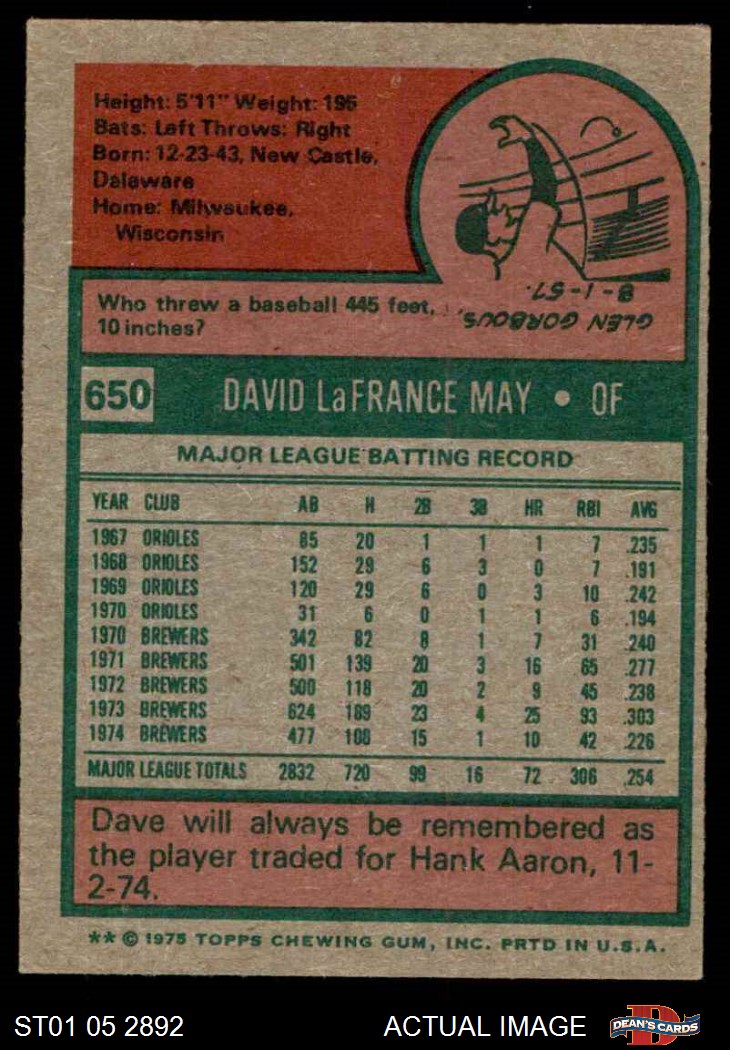 Height: 5'11" Weight: 195
Bats: Left Throws: Right
Born: 12-23-43, New Castle,
Delaware
Home: Milwaukee,
Wisconsin
Who threw a baseball 445 feet,
10 inches?
GLEN GORBOUS,
8-1-57.
650 DAVID LaFRANCE MAY • OF
MAJOR LEAGUE BATTING RECORD
YEAR CLUB AB H 2B 3B HR RBI AVG
1967 ORIOLES 85 20 1 1 1 7 .235
1968 ORIOLES 152 29 6 3 0 7 .191
1969 ORIOLES 120 29 6 0 3 10 .242
1970 ORIOLES 31 6 0 1 1 6 .194
1970 BREWERS 342 82 8 1 7 31 .240
1971 BREWERS 501 139 20 3 16 65 .277
1972 BREWERS 500 118 20 2 9 45 .238
1973 BREWERS 624 189 23 4 25 93 .303
1974 BREWERS 477 108 15 1 10 42 .226
MAJOR LEAGUE TOTALS 2832 720 99 16 72 306 .254
Dave will always be remembered as
the player traded for Hank Aaron, 11-
2-74.
** © 1975 TOPPS CHEWING GUM, INC. PRTD IN U.S.A.
ST01 05 2892 ACTUAL IMAGE D DEAN'S CARDS